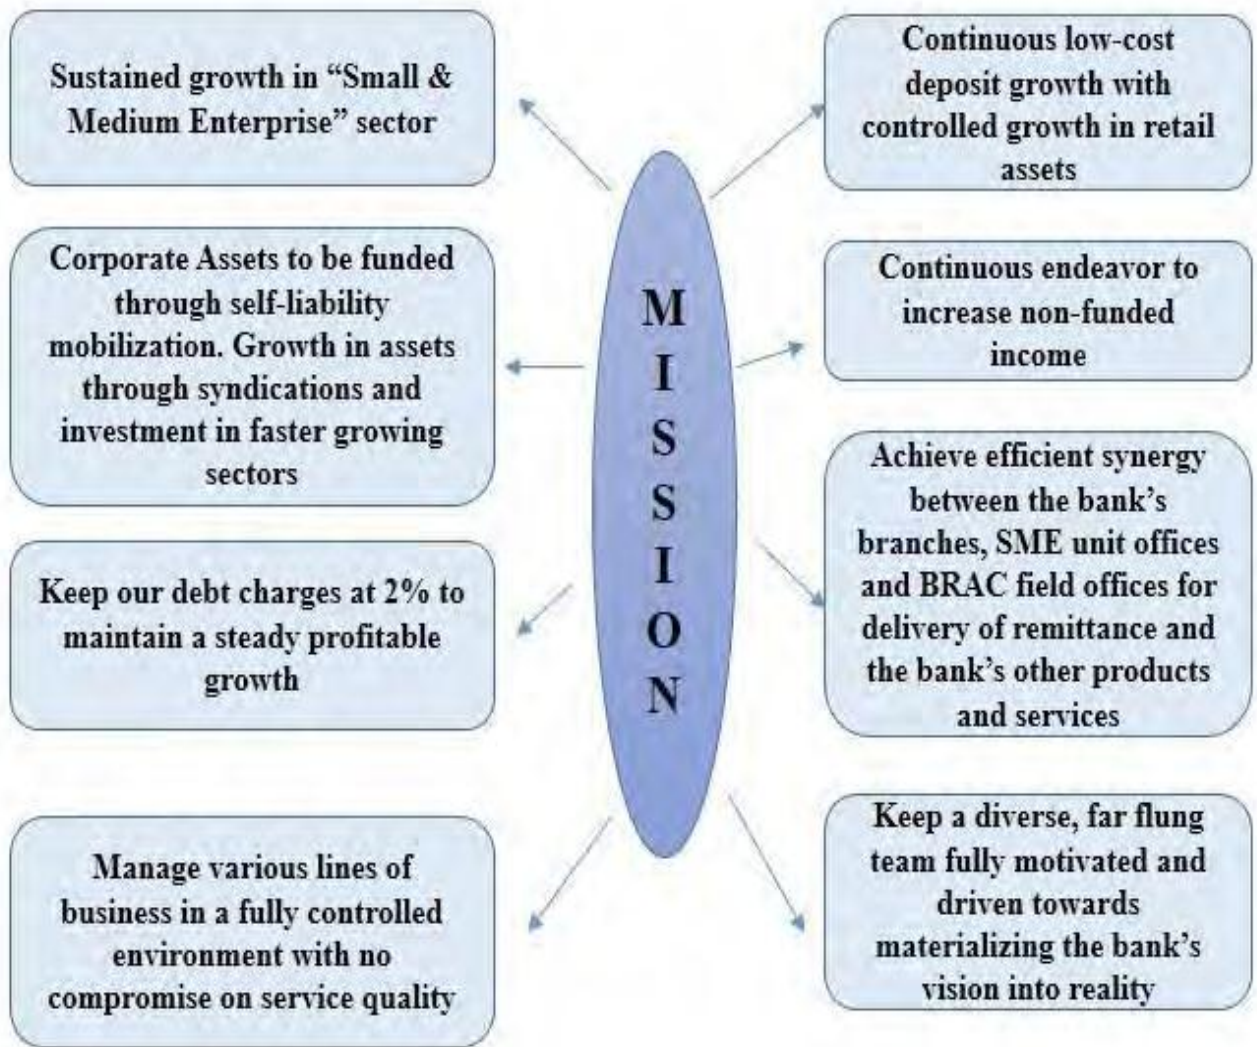 Sustained growth in “Small &
Medium Enterprise” sector
Corporate Assets to be funded
through self-liability
mobilization. Growth in assets
through syndications and
investment in faster growing
sectors
Keep our debt charges at 2% to
maintain a steady profitable
growth
Manage various lines of
business in a fully controlled
environment with no
compromise on service quality
M
I
S
S
I
O
N
Continuous low-cost
deposit growth with
controlled growth in retail
assets
Continuous endeavor to
increase non-funded
income
Achieve efficient synergy
between the bank’s
branches, SME unit offices
and BRAC field offices for
delivery of remittance and
the bank’s other products
and services
Keep a diverse, far flung
team fully motivated and
driven towards
materializing the bank’s
vision into reality